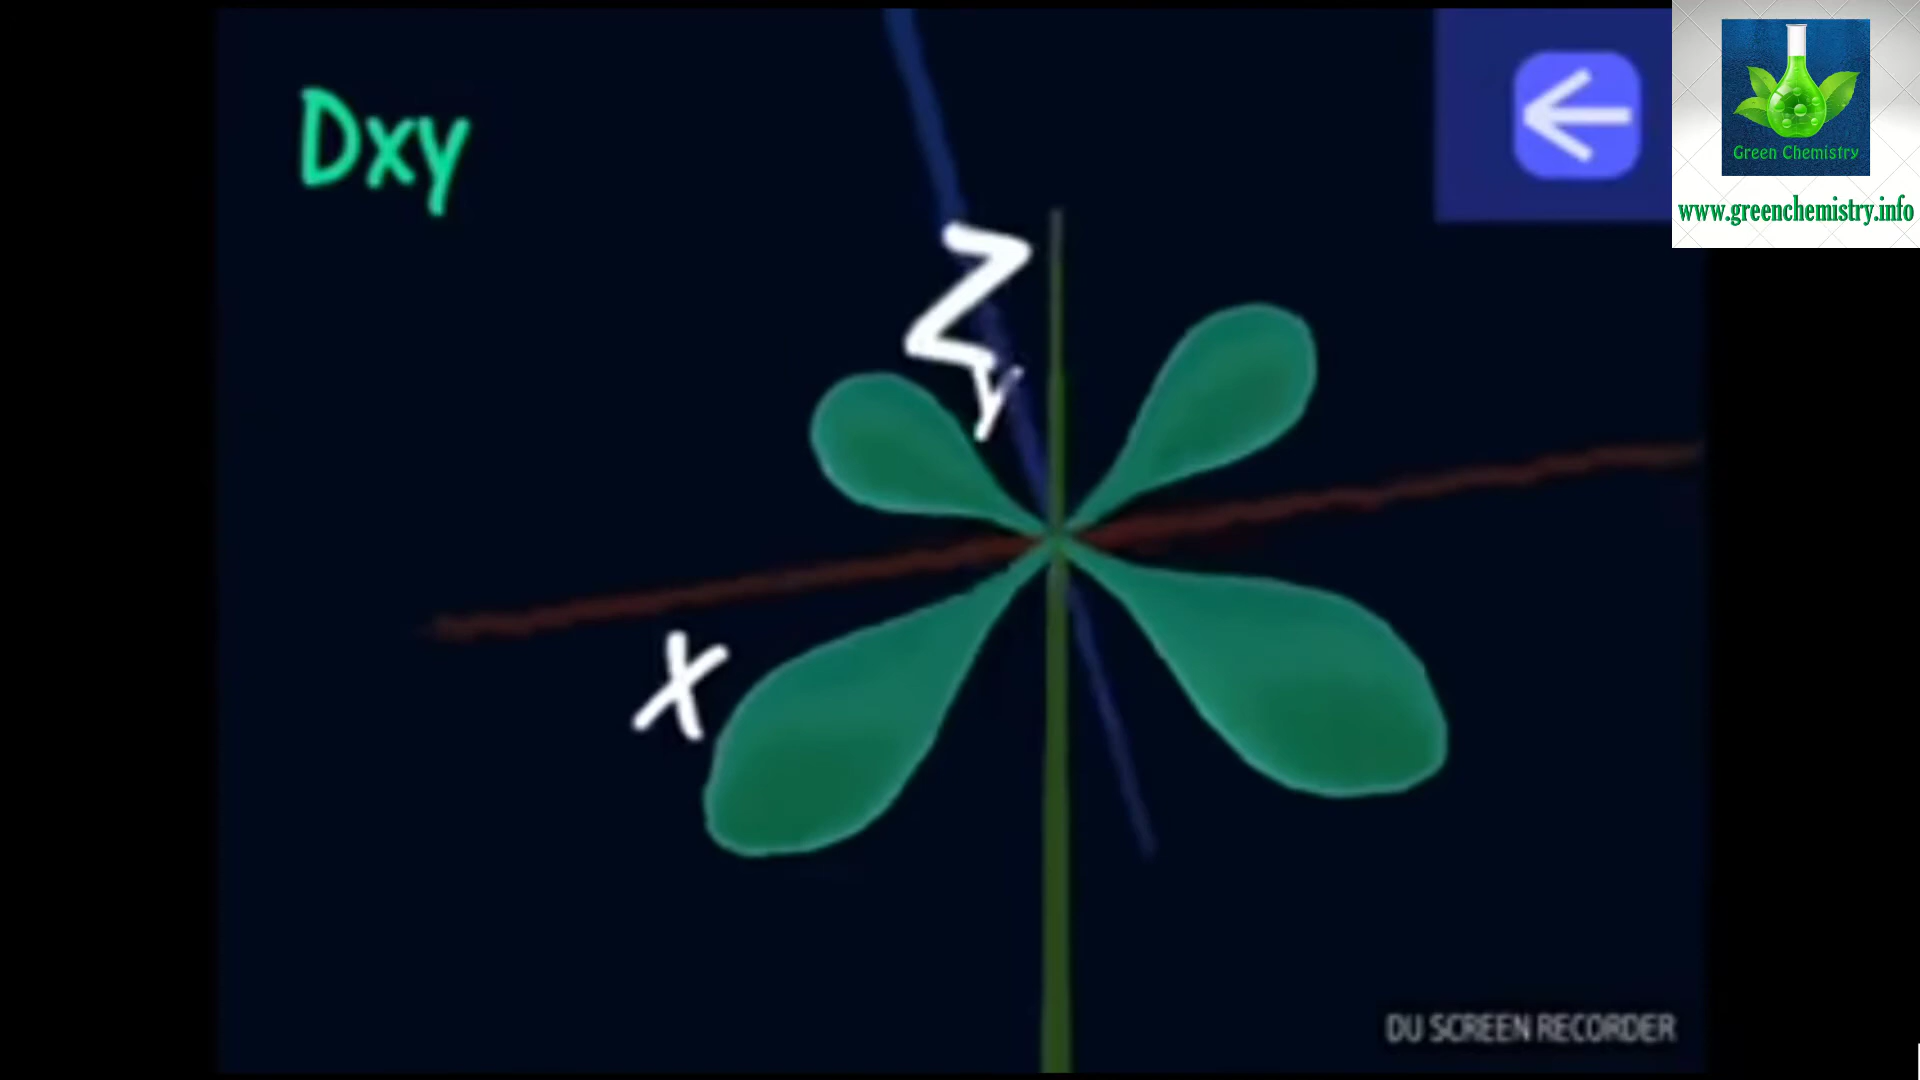 Dxy
Green Chemistry
www.greenchemistry.info
Z
y
x
DU SCREEN RECORDER